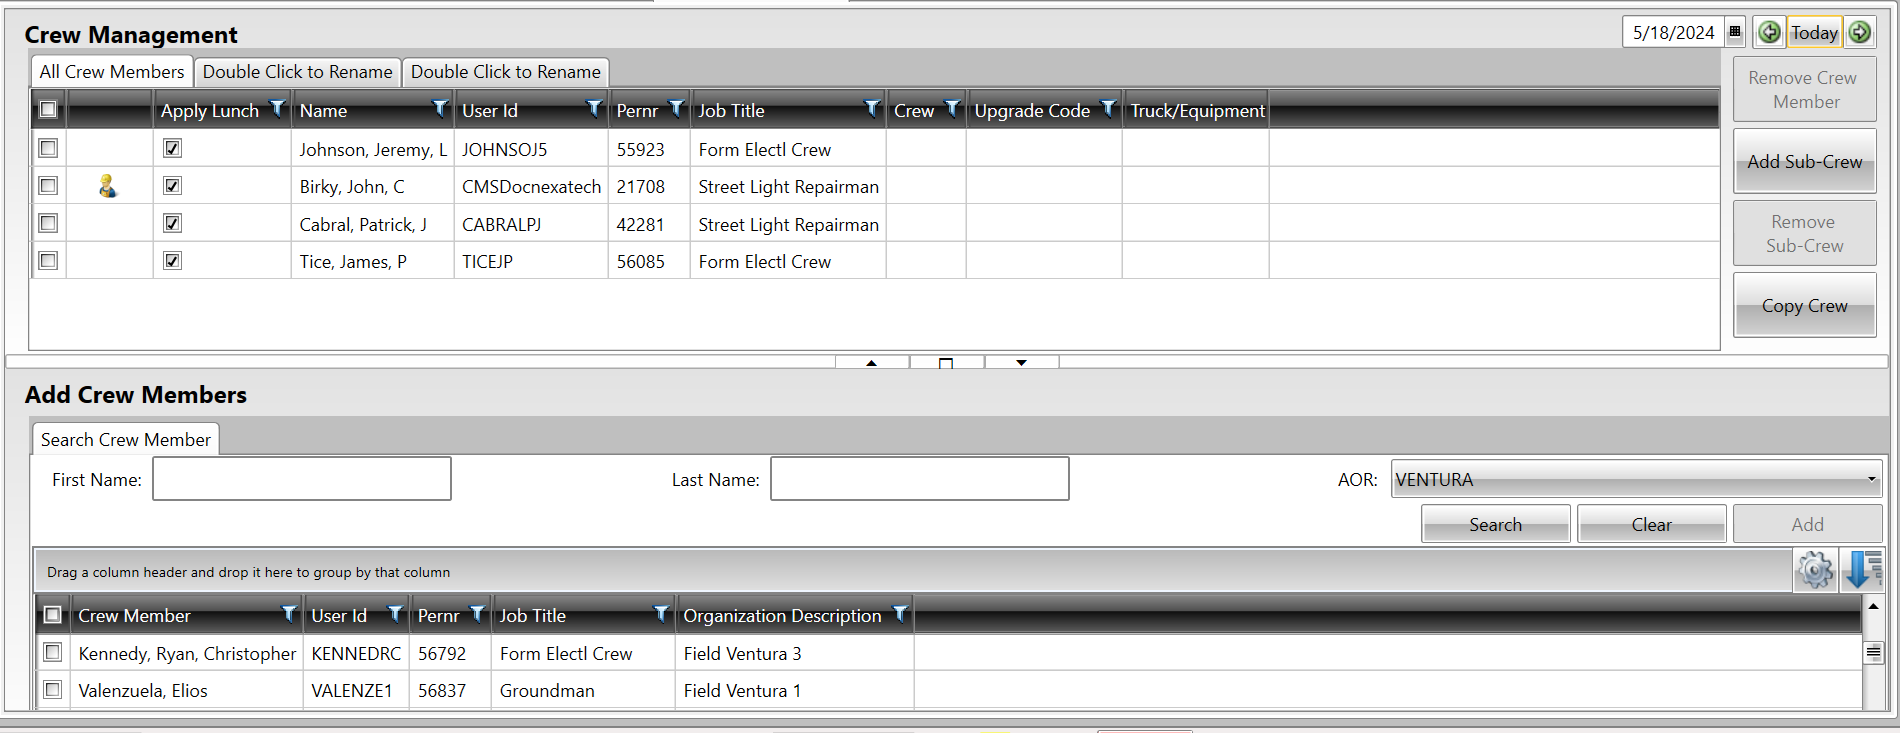 Crew Management
5/18/2024 Today
All Crew Members Double Click to Rename Double Click to Rename
Apply Lunch Name User Id Pernr Job Title Crew Upgrade Code Truck/Equipment
Johnson, Jeremy, L JOHNSOJ5 55923 Form Electl Crew
Birky, John, C CMSDocnexatech 21708 Street Light Repairman
Cabral, Patrick, J CABRALPJ 42281 Street Light Repairman
Tice, James, P TICEJP 56085 Form Electl Crew
Remove Crew
Member
Add Sub-Crew
Remove
Sub-Crew
Copy Crew
Add Crew Members
Search Crew Member
First Name: Last Name: AOR: VENTURA
Search Clear Add
Drag a column header and drop it here to group by that column
Crew Member User Id Pernr Job Title Organization Description
Kennedy, Ryan, Christopher KENNEDRC 56792 Form Electl Crew Field Ventura 3
Valenzuela, Elios VALENZE1 56837 Groundman Field Ventura 1